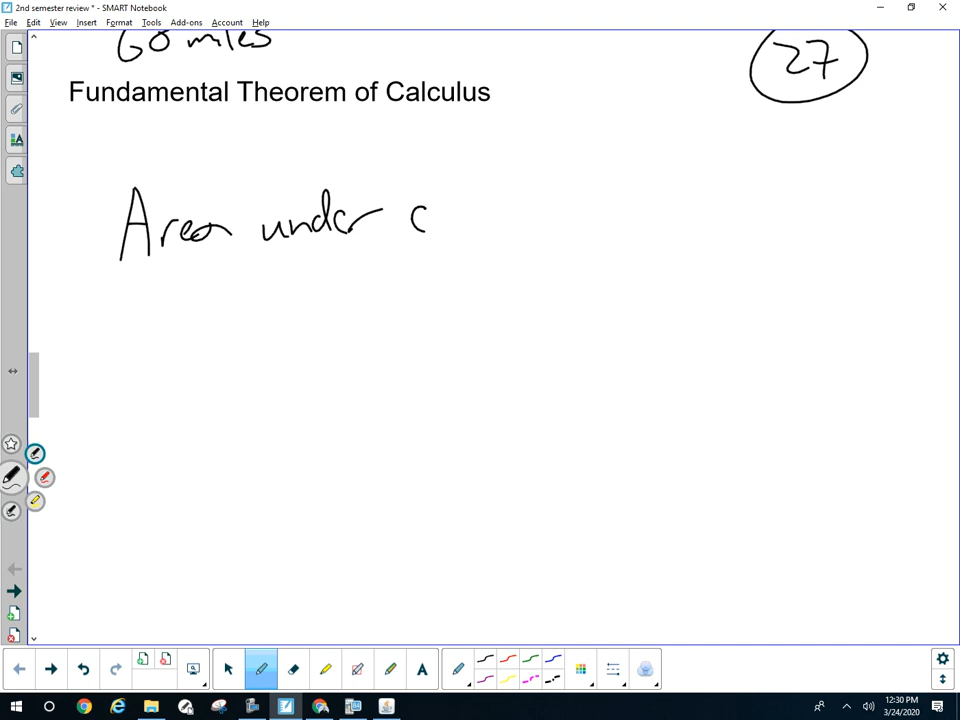 2nd semester review * - SMART Notebook
File Edit View Insert Format Tools Add-ons Account Help
60 miles
27
Fundamental Theorem of Calculus
Area under c
A
12:30 PM
3/24/2020